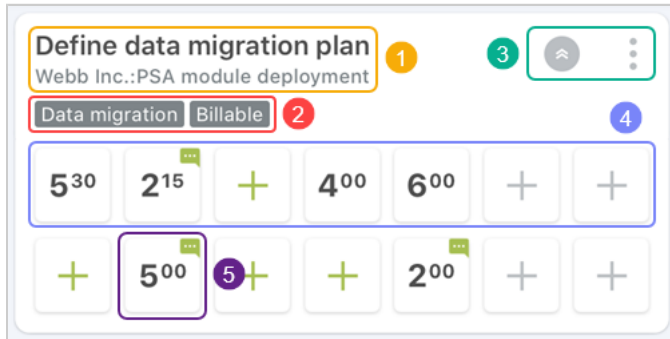 Define data migration plan 1 3
Webb Inc.:PSA module deployment
Data migration Billable 2 4
5 30 2 15 4 00 6 00
5 00 5 2 00